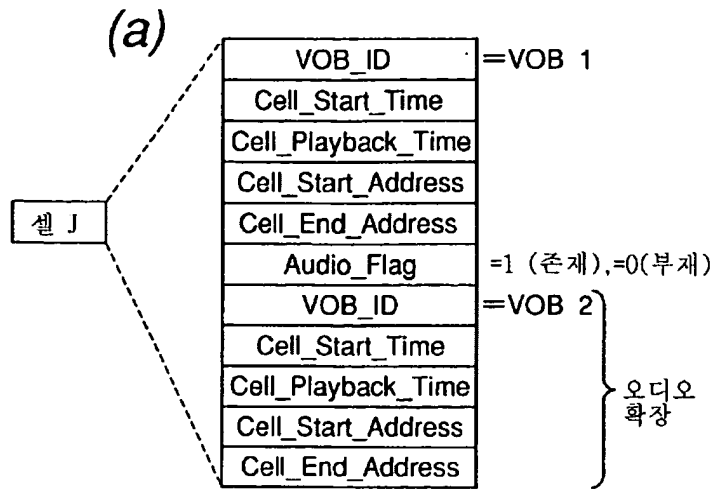 (a)
VOB_ID =VOB 1
Cell_Start_Time
Cell_Playback_Time
Cell_Start_Address
셀 J
Cell_End_Address
Audio_Flag =1 (존재),=0(부재)
VOB_ID =VOB 2
Cell_Start_Time
Cell_Playback_Time
오디오
확장
Cell_Start_Address
Cell_End_Address